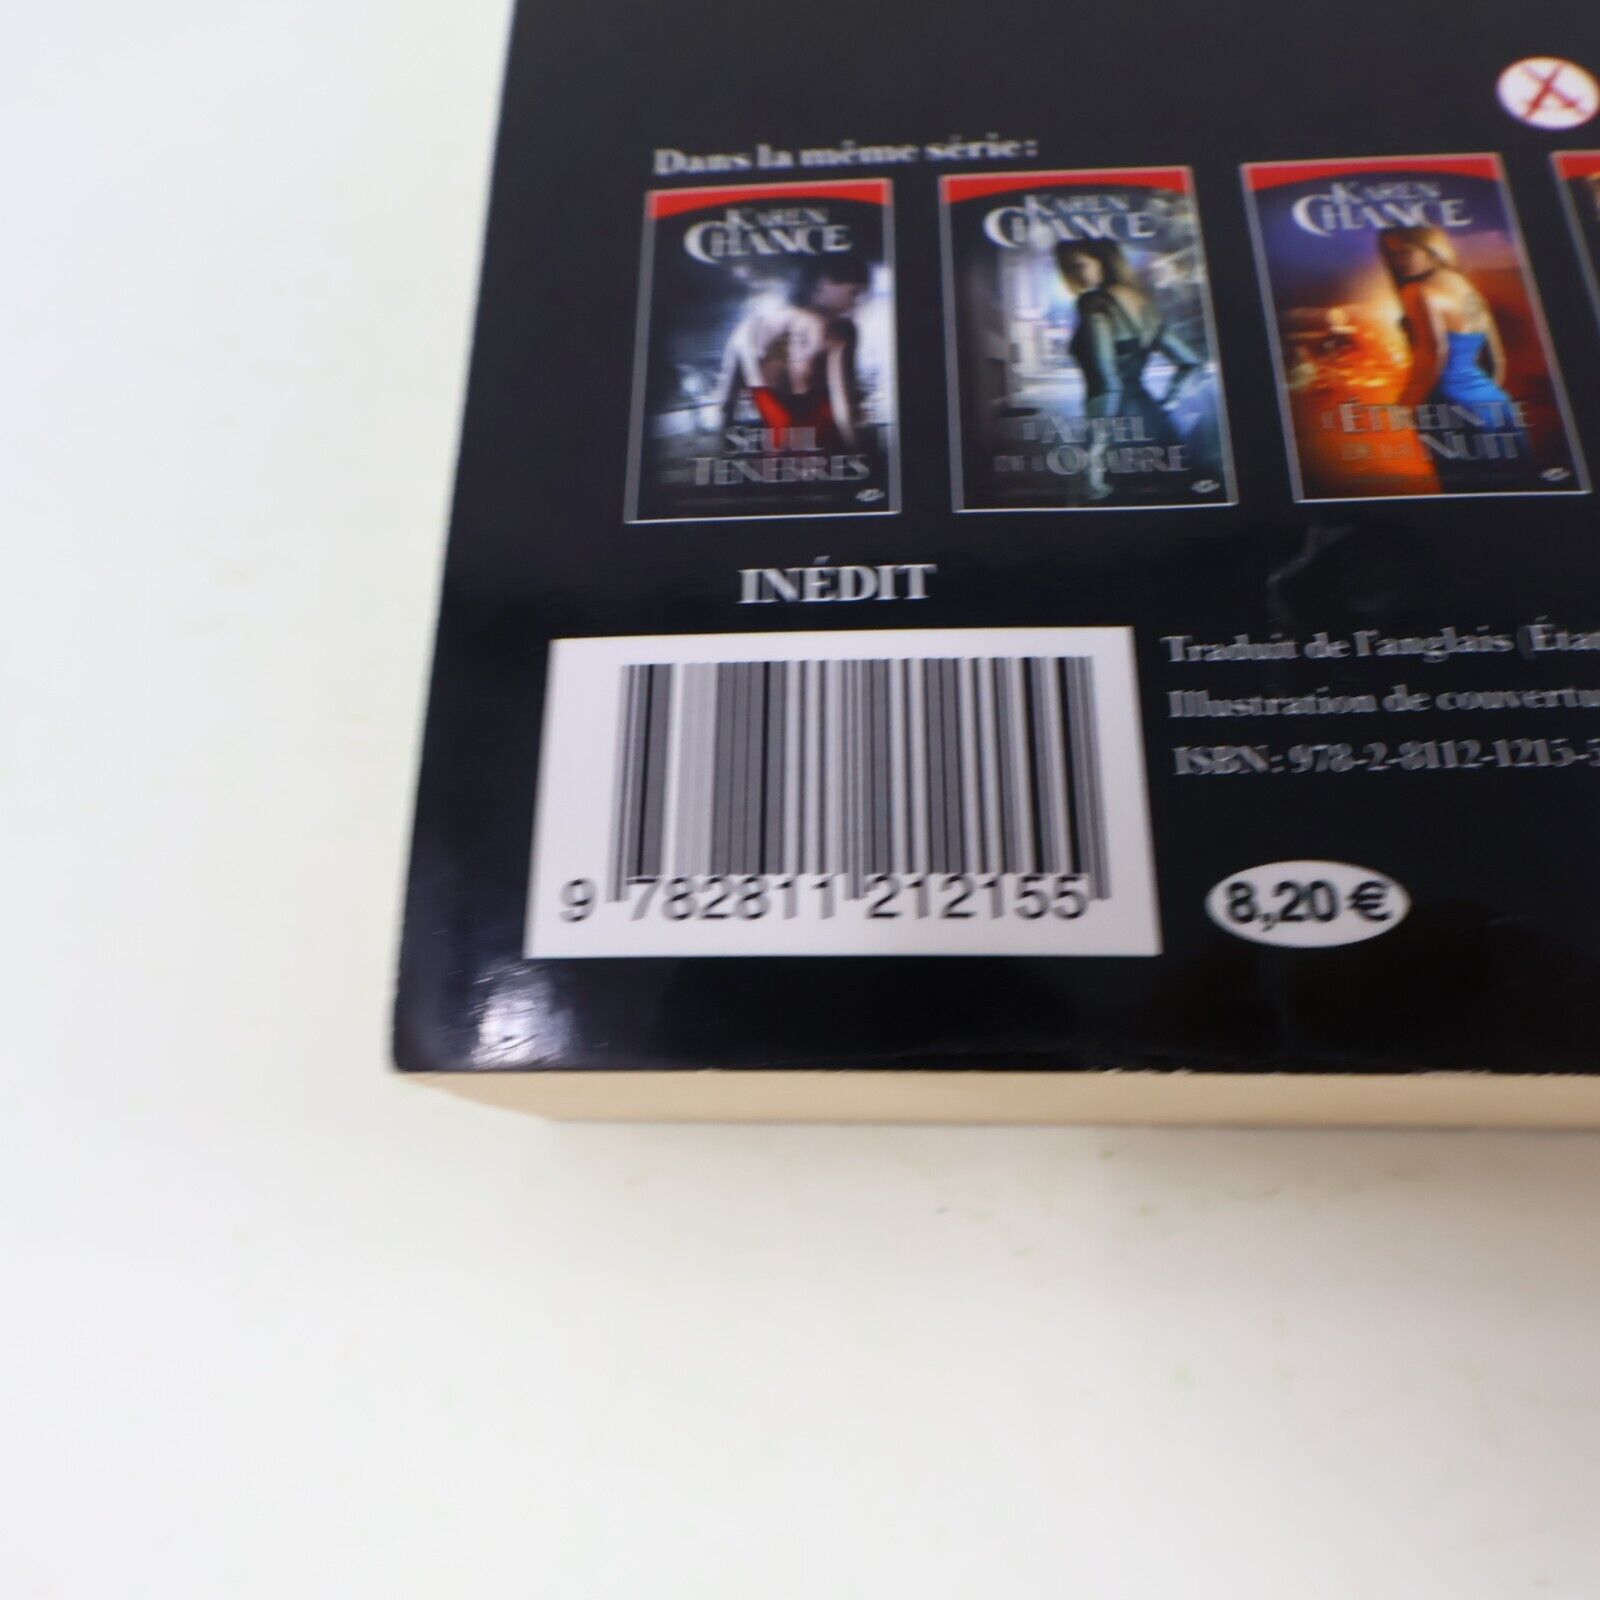 Dans la même série :
KAREN
CHANCE
SEUIL
TÉNÈBRES
KAREN
CHANCE
L'APPEL
DE L'OMBRE
KAREN
CHANCE
L'ÉTREINTE
DE LA NUIT
INÉDIT
Traduit de l'anglais (État
Illustration de couvertu
ISBN : 978-2-8112-1215-5
9 782811 212155
8,20 €